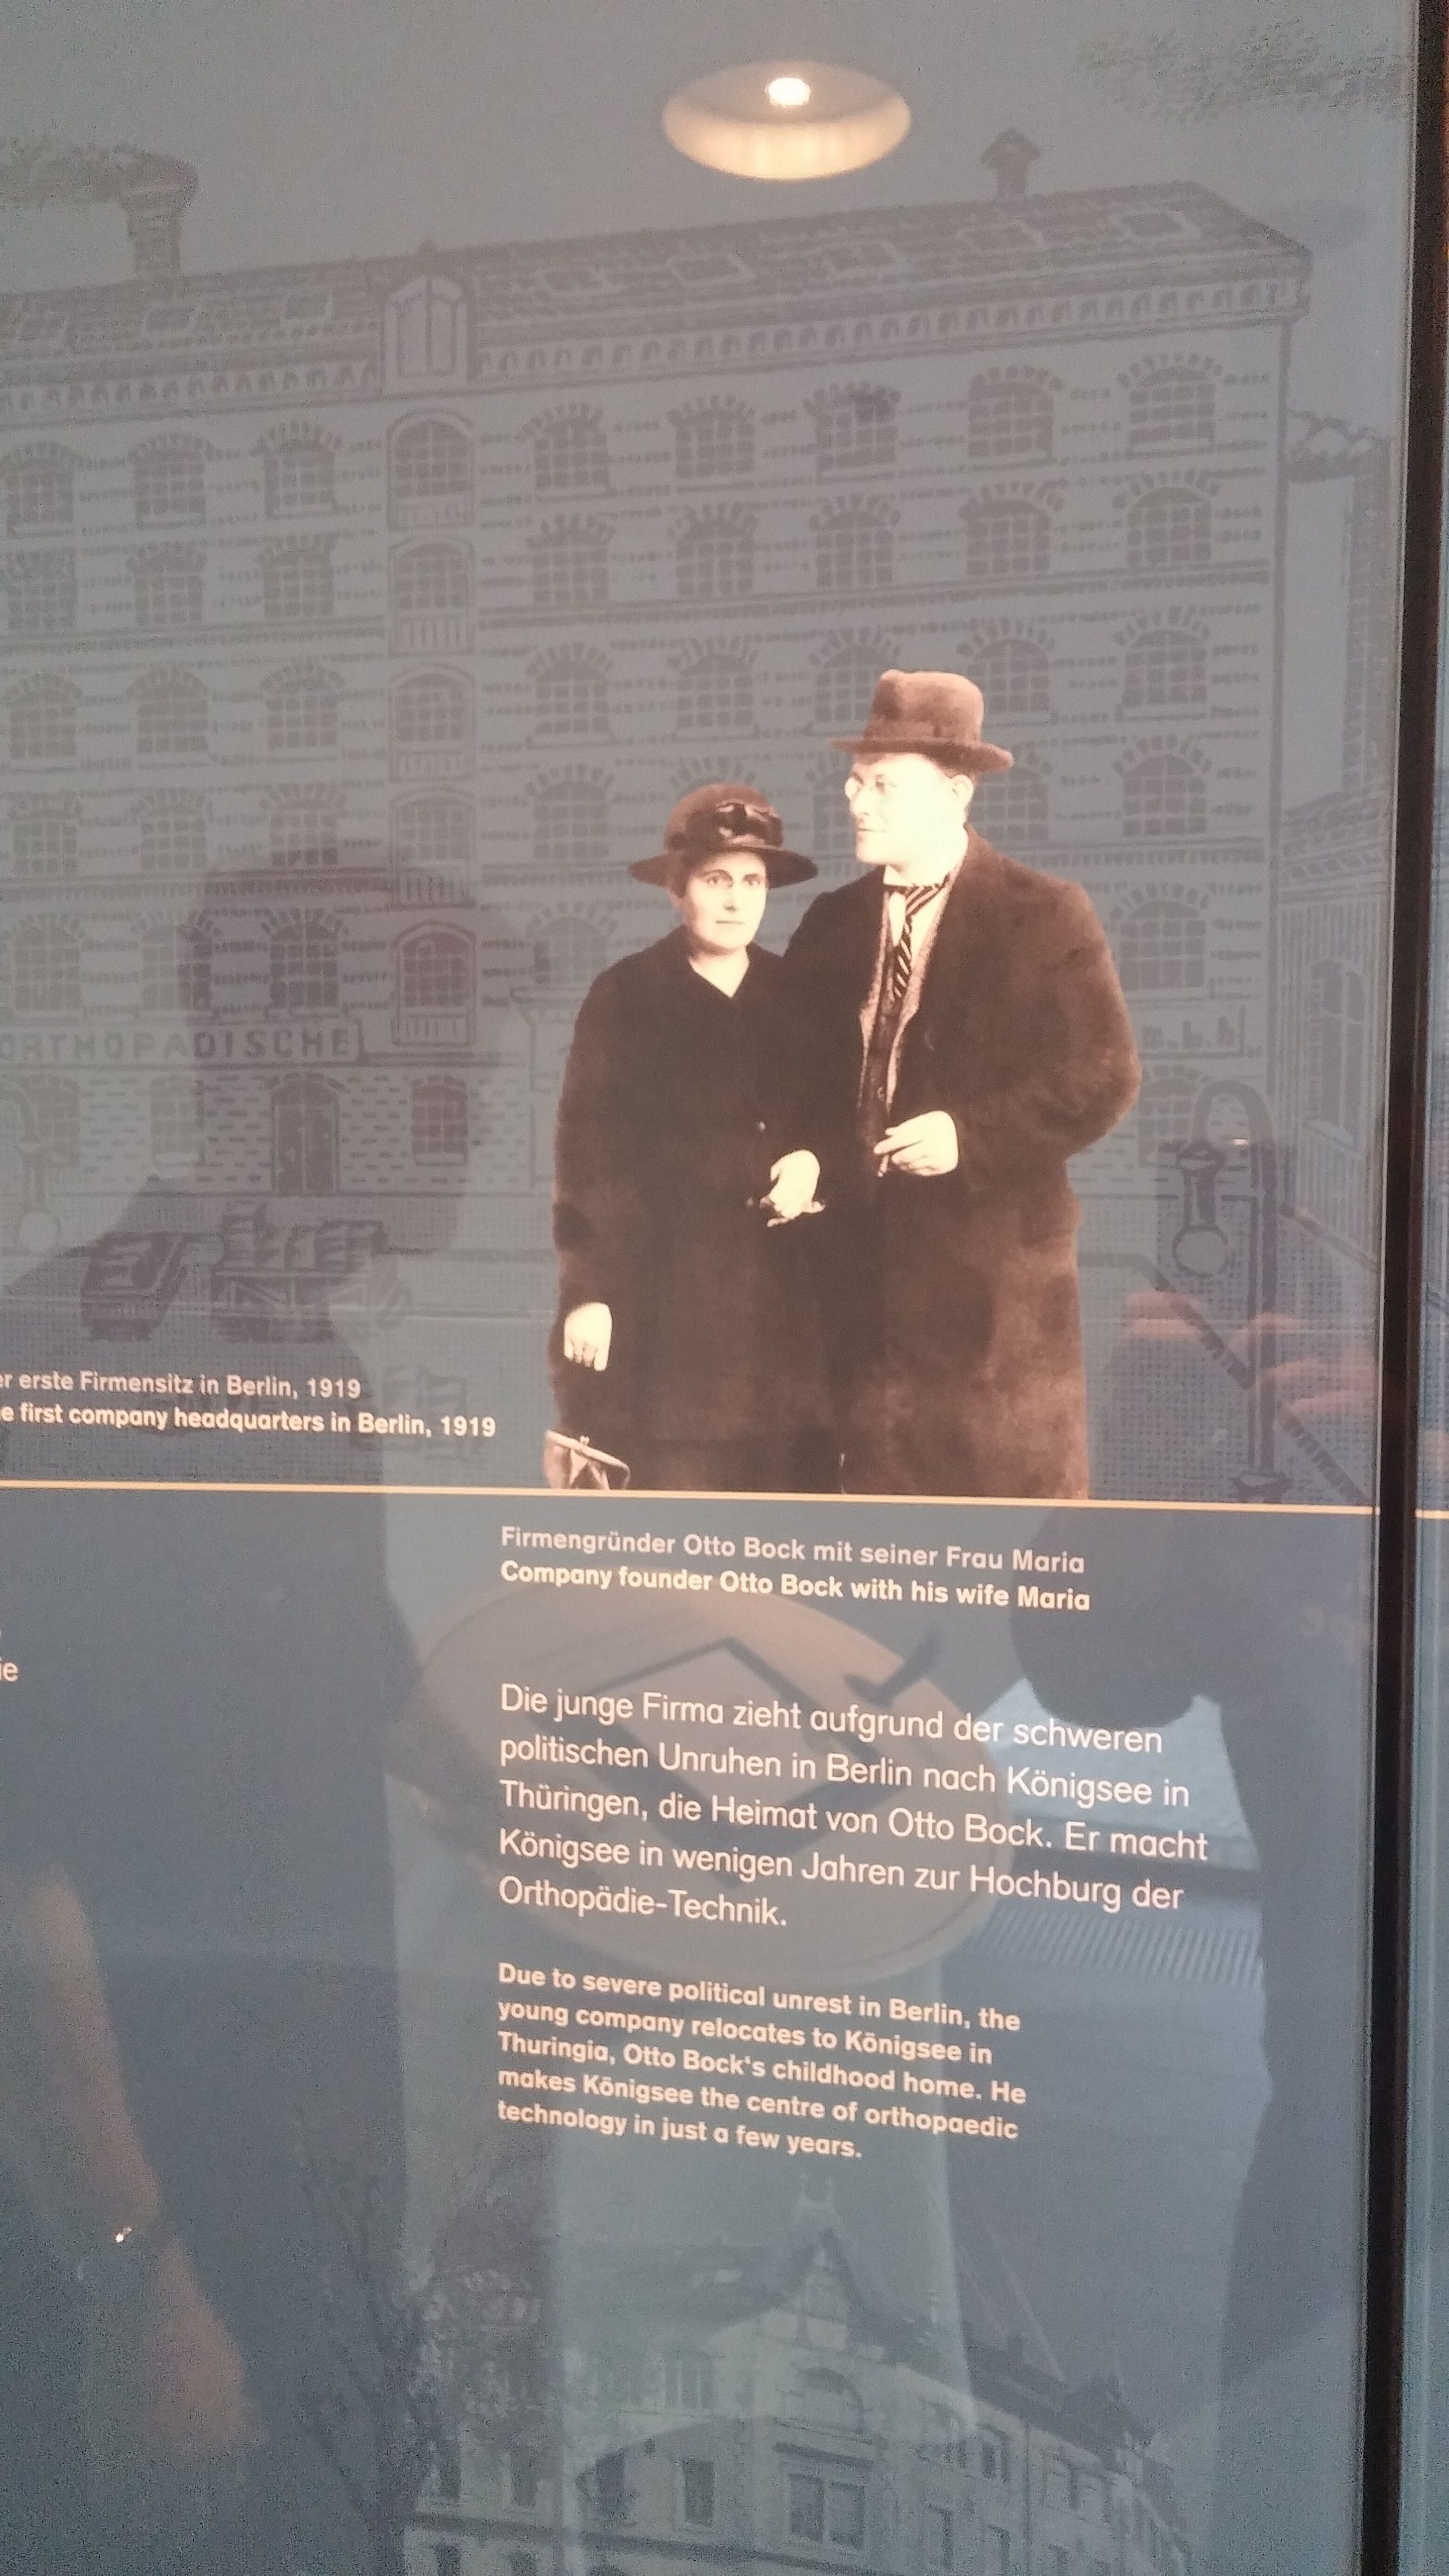 ORTHOPÄDISCHE
m.b.h
erste Firmensitz in Berlin, 1919
first company headquarters in Berlin, 1919
Firmengründer Otto Bock mit seiner Frau Maria
Company founder Otto Bock with his wife Maria
Die junge Firma zieht aufgrund der schweren
politischen Unruhen in Berlin nach Königsee in
Thüringen, die Heimat von Otto Bock. Er macht
Königsee in wenigen Jahren zur Hochburg der
Orthopädie-Technik.
Due to severe political unrest in Berlin, the
young company relocates to Königsee in
Thuringia, Otto Bock's childhood home. He
makes Königsee the centre of orthopaedic
technology in just a few years.